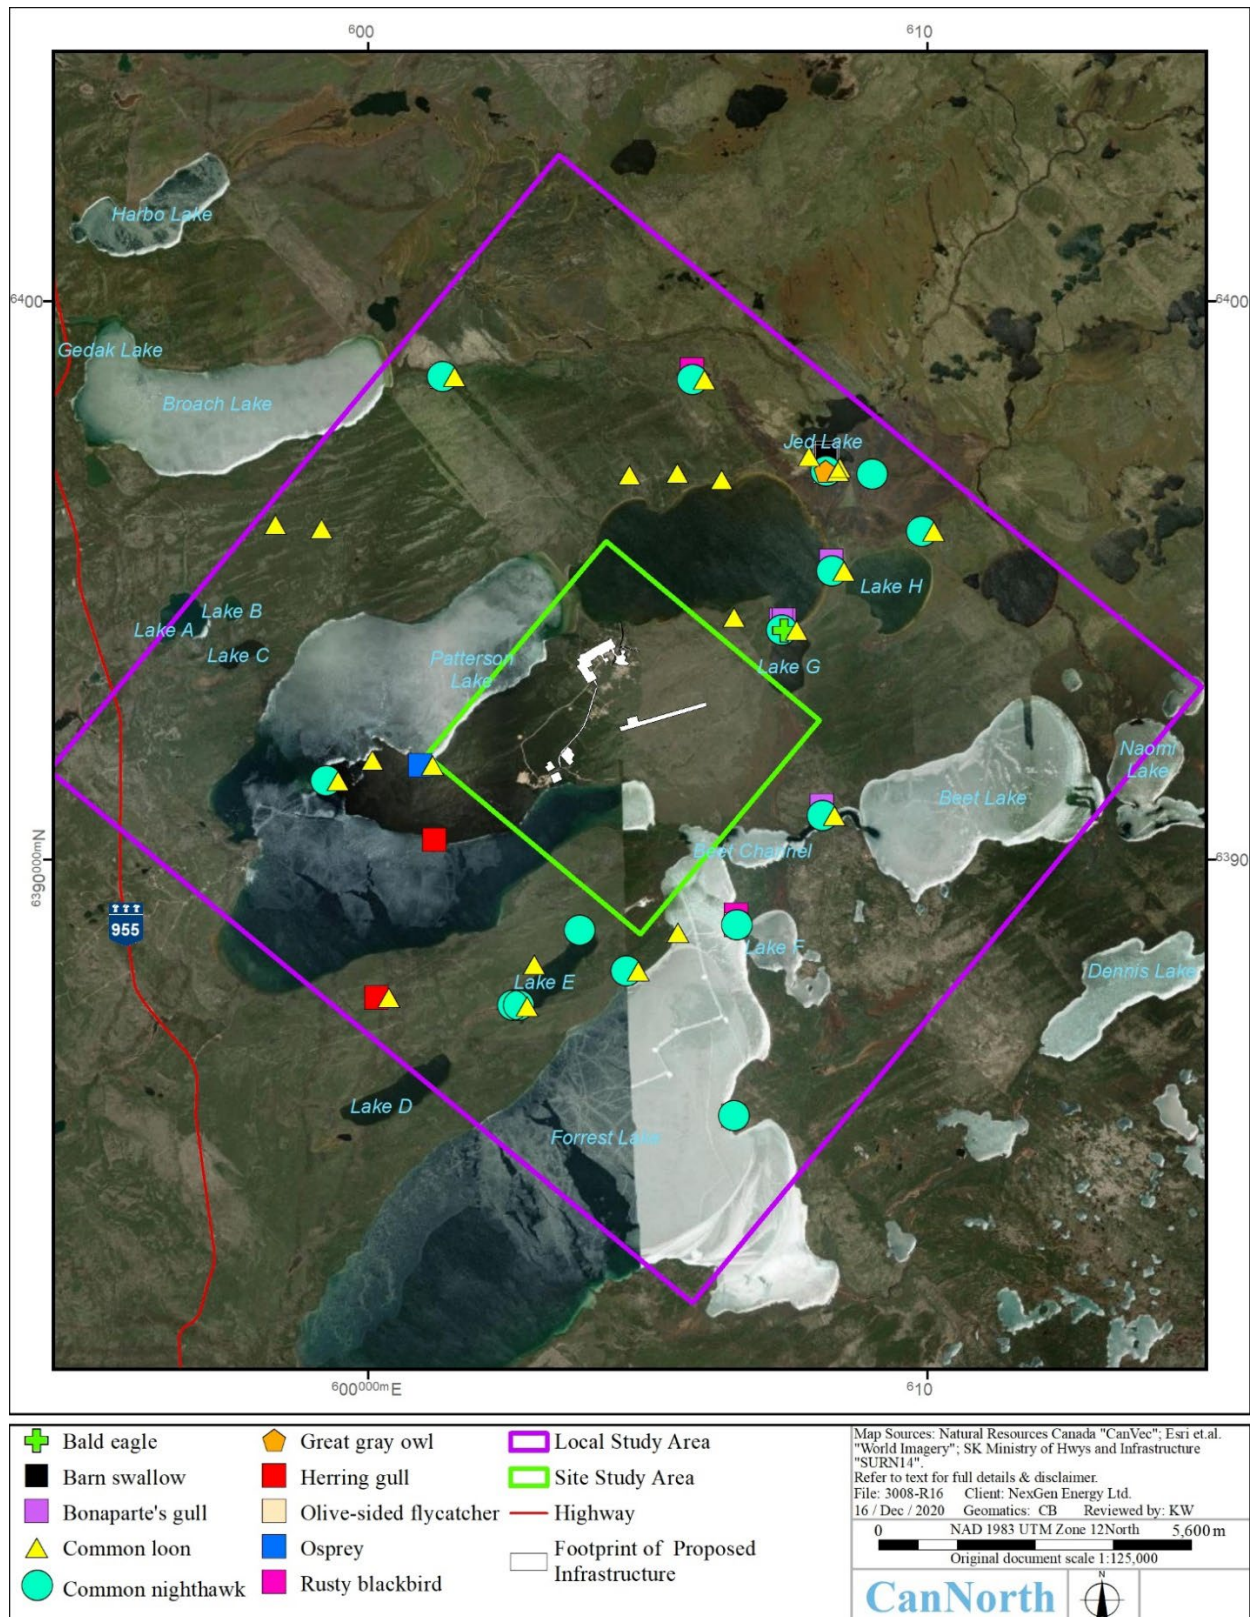 600
610
Harbo Lake
6400
6400
Gedak Lake
Broach Lake
Jed Lake
Lake H
Lake B
Lake A
Lake C
Patterson
Lake
Lake G
Naomi
Lake
Beet Lake
Beet Channel
6390000mN
6390
955
Lake F
Dennis Lake
Lake E
Lake D
Forrest Lake
600000mE
610
Bald eagle
Barn swallow
Bonaparte's gull
Common loon
Common nighthawk
Great gray owl
Herring gull
Olive-sided flycatcher
Osprey
Rusty blackbird
Local Study Area
Site Study Area
Highway
Footprint of Proposed
Infrastructure
Map Sources: Natural Resources Canada "CanVec"; Esri et.al.
"World Imagery"; SK Ministry of Hwys and Infrastructure
"SURN14".
Refer to text for full details & disclaimer.
File: 3008-R16 Client: NexGen Energy Ltd.
16 / Dec / 2020 Geomatics: CB Reviewed by: KW
0 NAD 1983 UTM Zone 12North 5,600 m
Original document scale 1:125,000
CanNorth
N